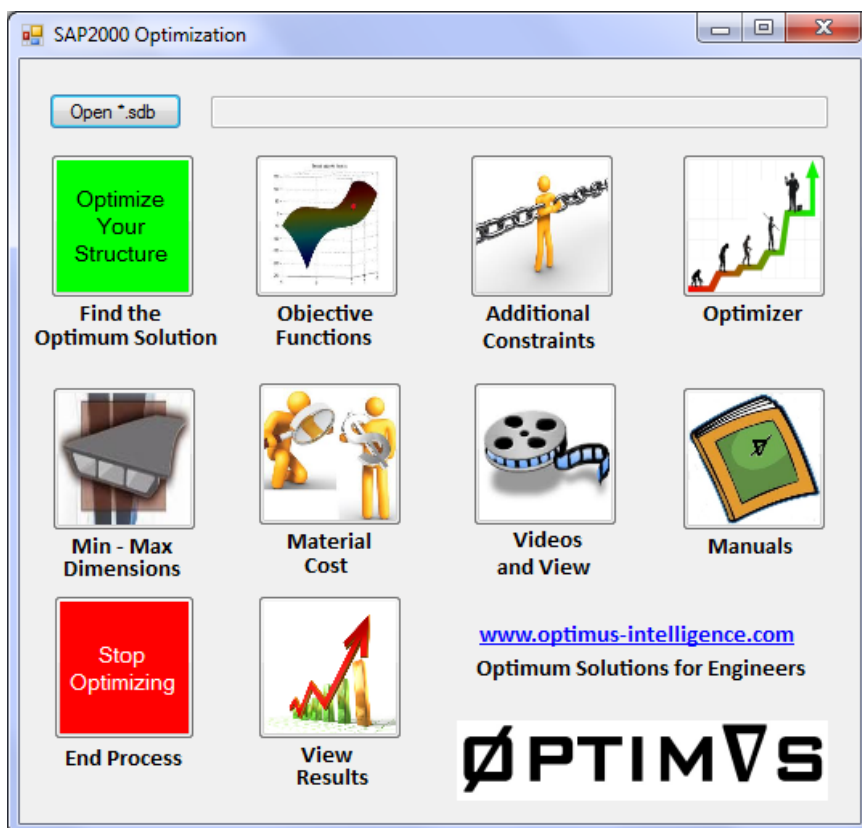 SAP2000 Optimization
Open *.sdb
Optimize
Your
Structure
Find the
Optimum Solution
Objective
Functions
Additional
Constraints
Optimizer
Min - Max
Dimensions
Material
Cost
Videos
and View
Manuals
Stop
Optimizing
End Process
View
Results
www.optimus-intelligence.com
Optimum Solutions for Engineers
ØPTIM∇S